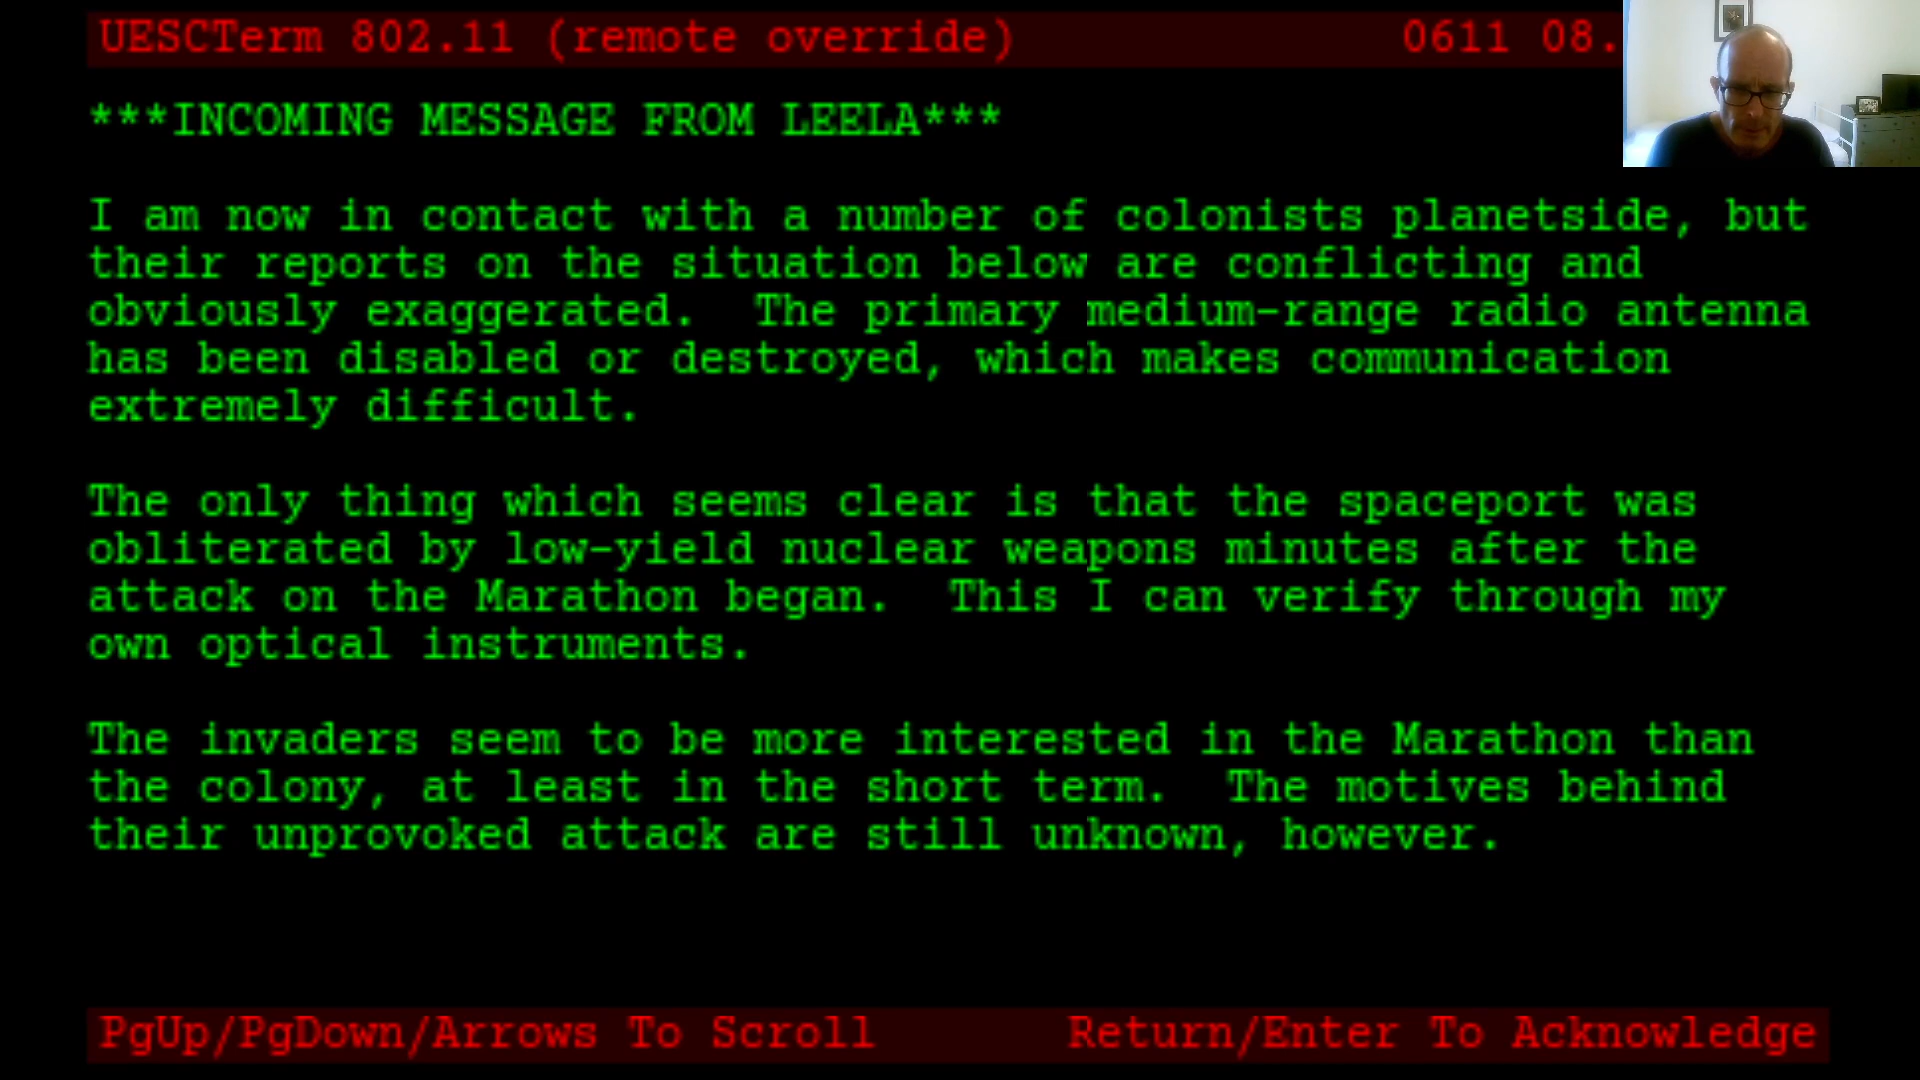 UESCTerm 802.11 (remote override) 0611 08.
***INCOMING MESSAGE FROM LEELA***
I am now in contact with a number of colonists planetside, but
their reports on the situation below are conflicting and
obviously exaggerated.  The primary medium-range radio antenna
has been disabled or destroyed, which makes communication
extremely difficult.
The only thing which seems clear is that the spaceport was
obliterated by low-yield nuclear weapons minutes after the
attack on the Marathon began.  This I can verify through my
own optical instruments.
The invaders seem to be more interested in the Marathon than
the colony, at least in the short term.  The motives behind
their unprovoked attack are still unknown, however.
PgUp/PgDown/Arrows To Scroll Return/Enter To Acknowledge